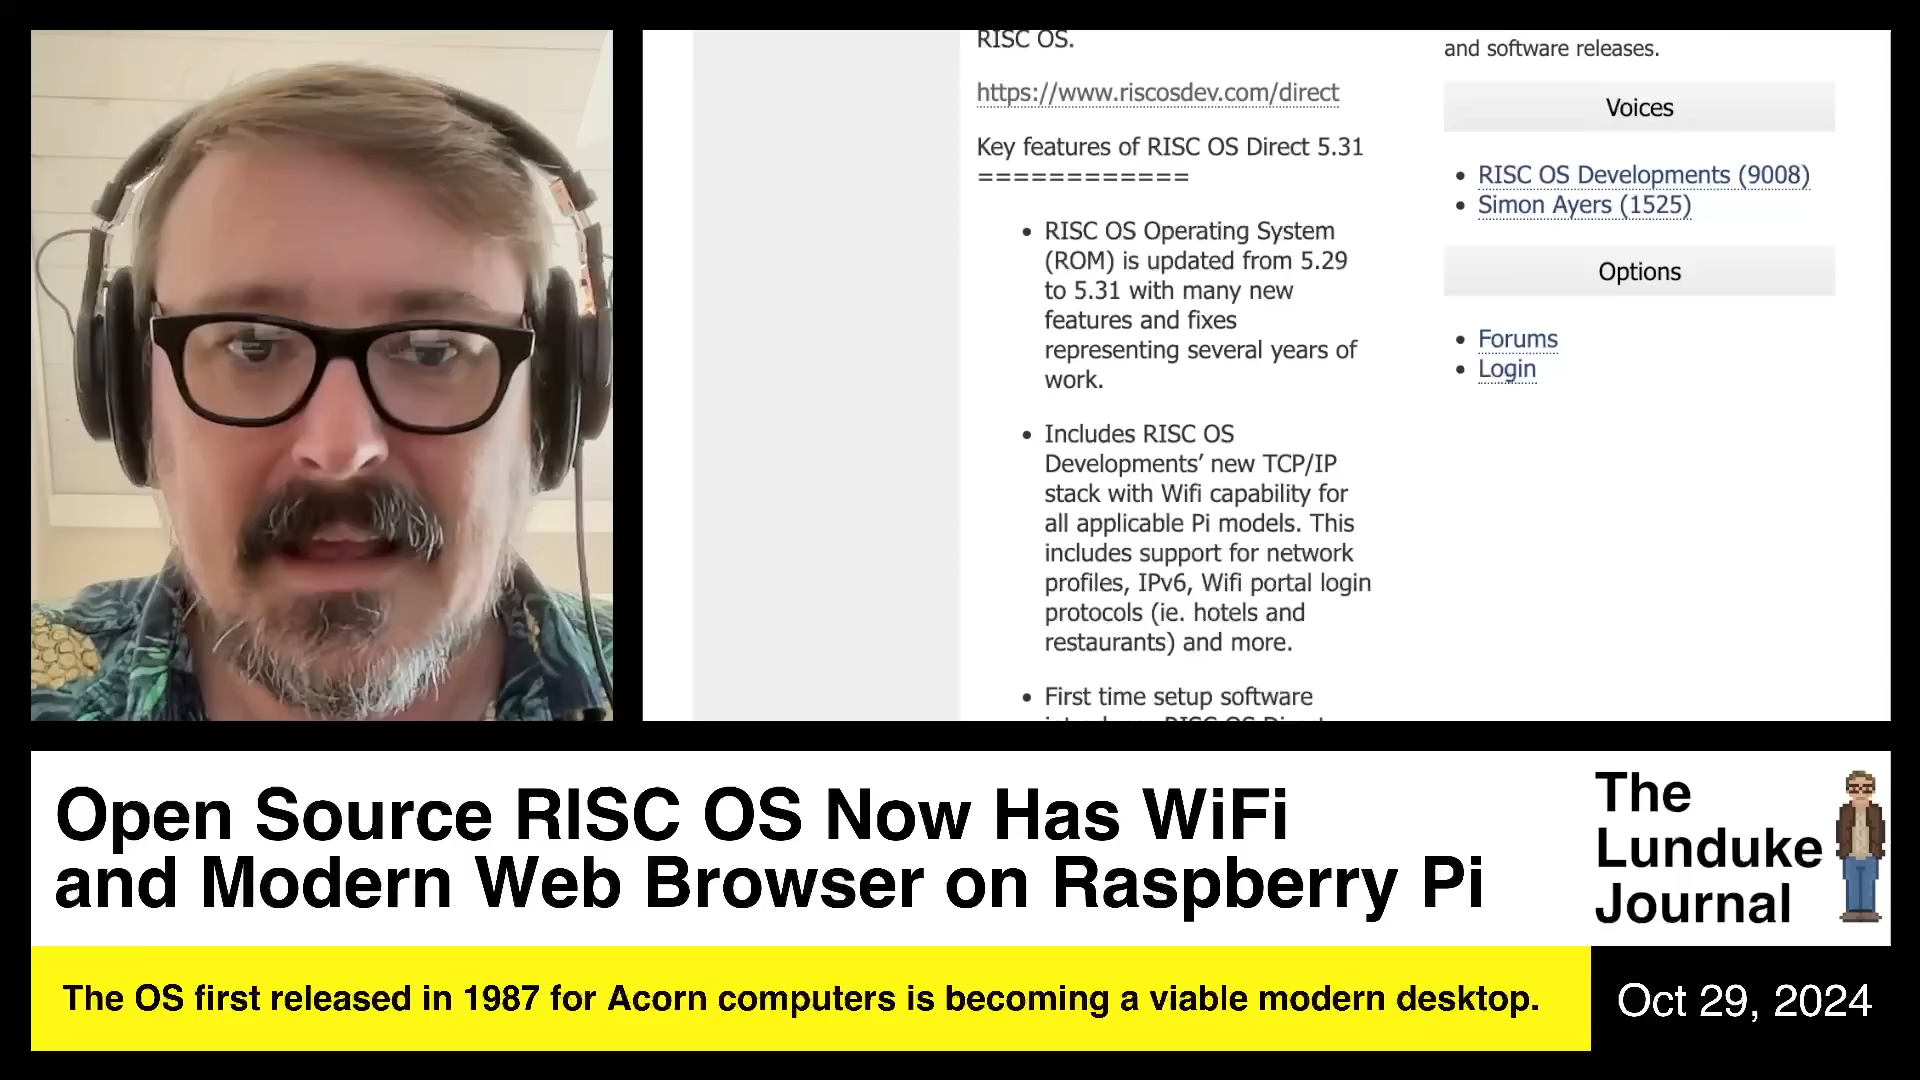 RISC OS.
https://www.riscosdev.com/direct
Key features of RISC OS Direct 5.31
============
• RISC OS Operating System
(ROM) is updated from 5.29
to 5.31 with many new
features and fixes
representing several years of
work.
• Includes RISC OS
Developments’ new TCP/IP
stack with Wifi capability for
all applicable Pi models. This
includes support for network
profiles, IPv6, Wifi portal login
protocols (ie. hotels and
restaurants) and more.
• First time setup software
RISC OS Direct
and software releases.
Voices
• RISC OS Developments (9008)
• Simon Ayers (1525)
Options
• Forums
• Login
Open Source RISC OS Now Has WiFi
and Modern Web Browser on Raspberry Pi
The
Lunduke
Journal
The OS first released in 1987 for Acorn computers is becoming a viable modern desktop.
Oct 29, 2024